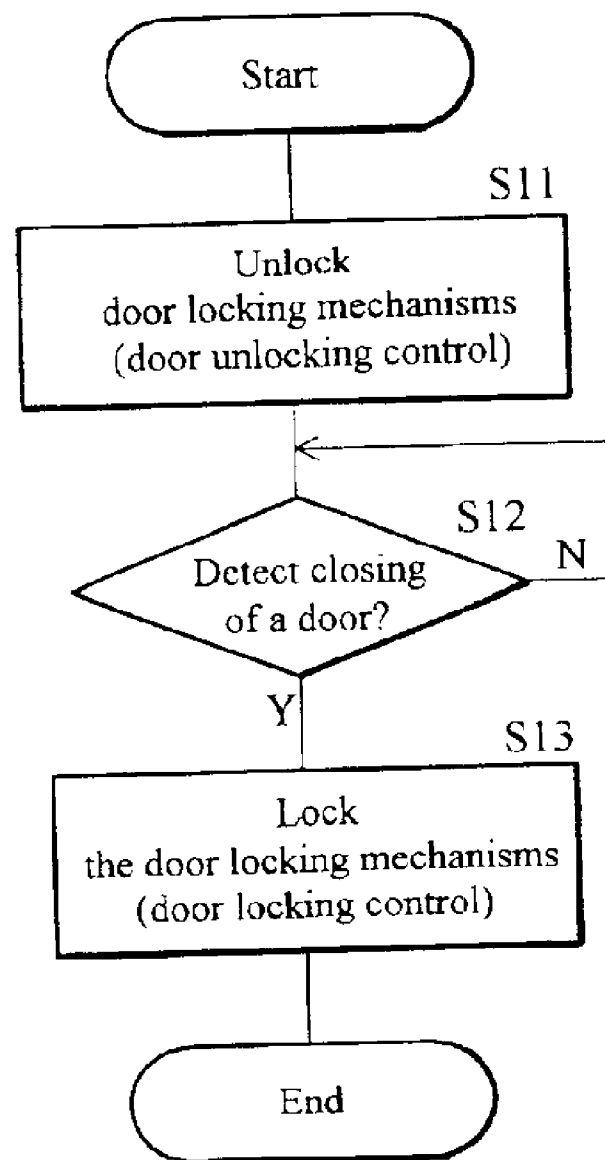 Start
S11
Unlock
door locking mechanisms
(door unlocking control)
S12
Detect closing
of a door?
N
Y
S13
Lock
the door locking mechanisms
(door locking control)
End